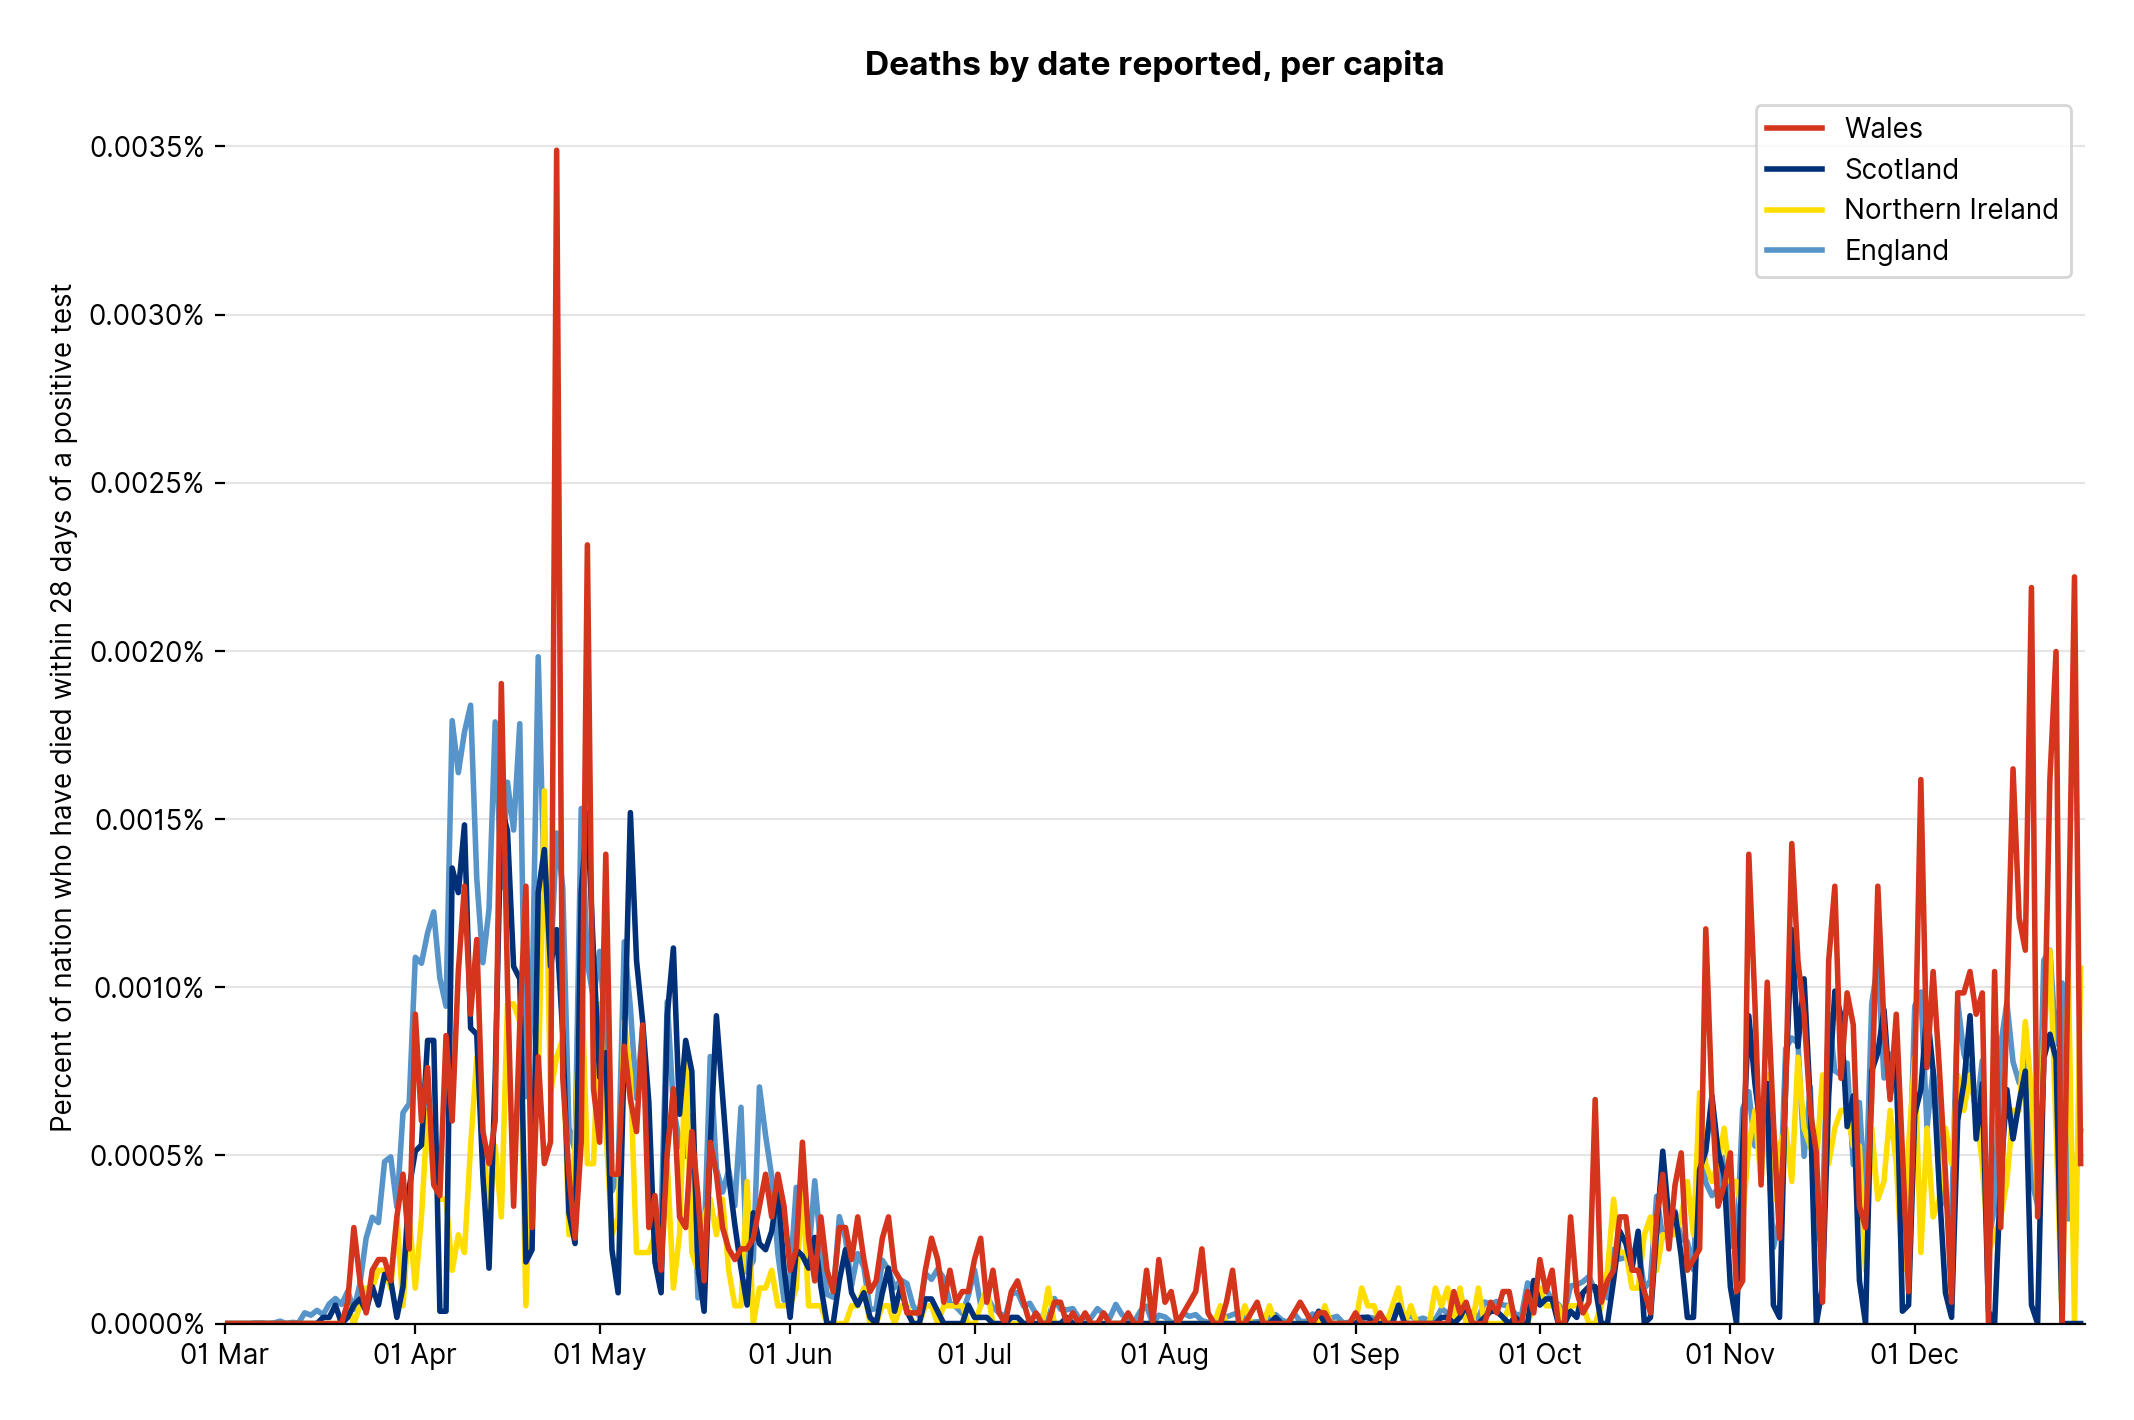 Deaths by date reported, per capita
Wales
Scotland
Northern Ireland
England
Percent of nation who have died within 28 days of a positive test
0.0035%
0.0030%
0.0025%
0.0020%
0.0015%
0.0010%
0.0005%
0.0000%
01 Mar 01 Apr 01 May 01 Jun 01 Jul 01 Aug 01 Sep 01 Oct 01 Nov 01 Dec